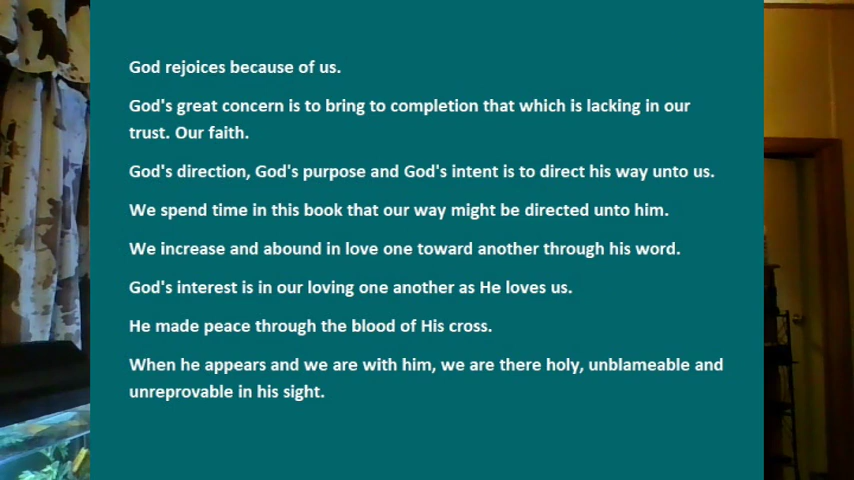 God rejoices because of us.
God's great concern is to bring to completion that which is lacking in our
trust. Our faith.
God's direction, God's purpose and God's intent is to direct his way unto us.
We spend time in this book that our way might be directed unto him.
We increase and abound in love one toward another through his word.
God's interest is in our loving one another as He loves us.
He made peace through the blood of His cross.
When he appears and we are with him, we are there holy, unblameable and
unreprovable in his sight.